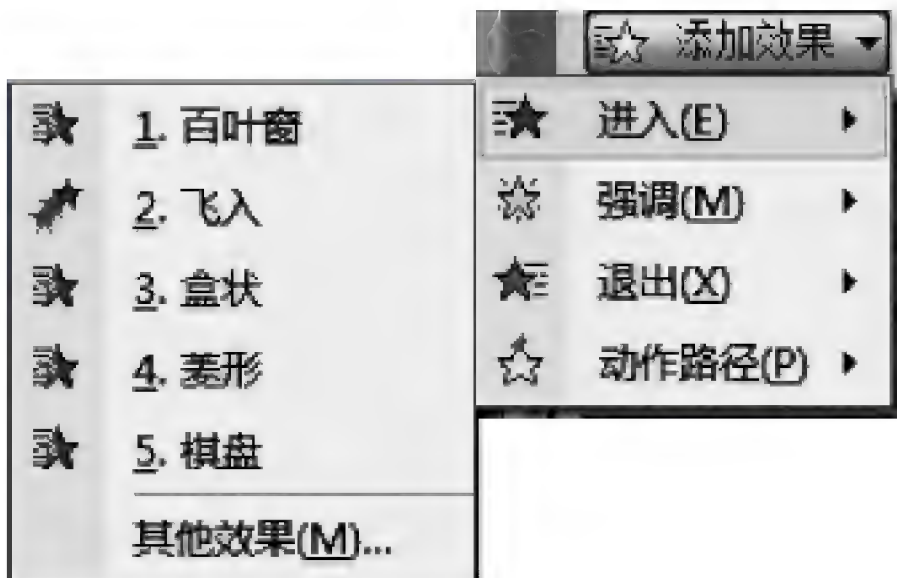 添加效果
进入(E)
强调(M)
退出(X)
动作路径(P)
1. 百叶窗
2. 飞入
3. 盒状
4. 菱形
5. 棋盘
其他效果(M)...